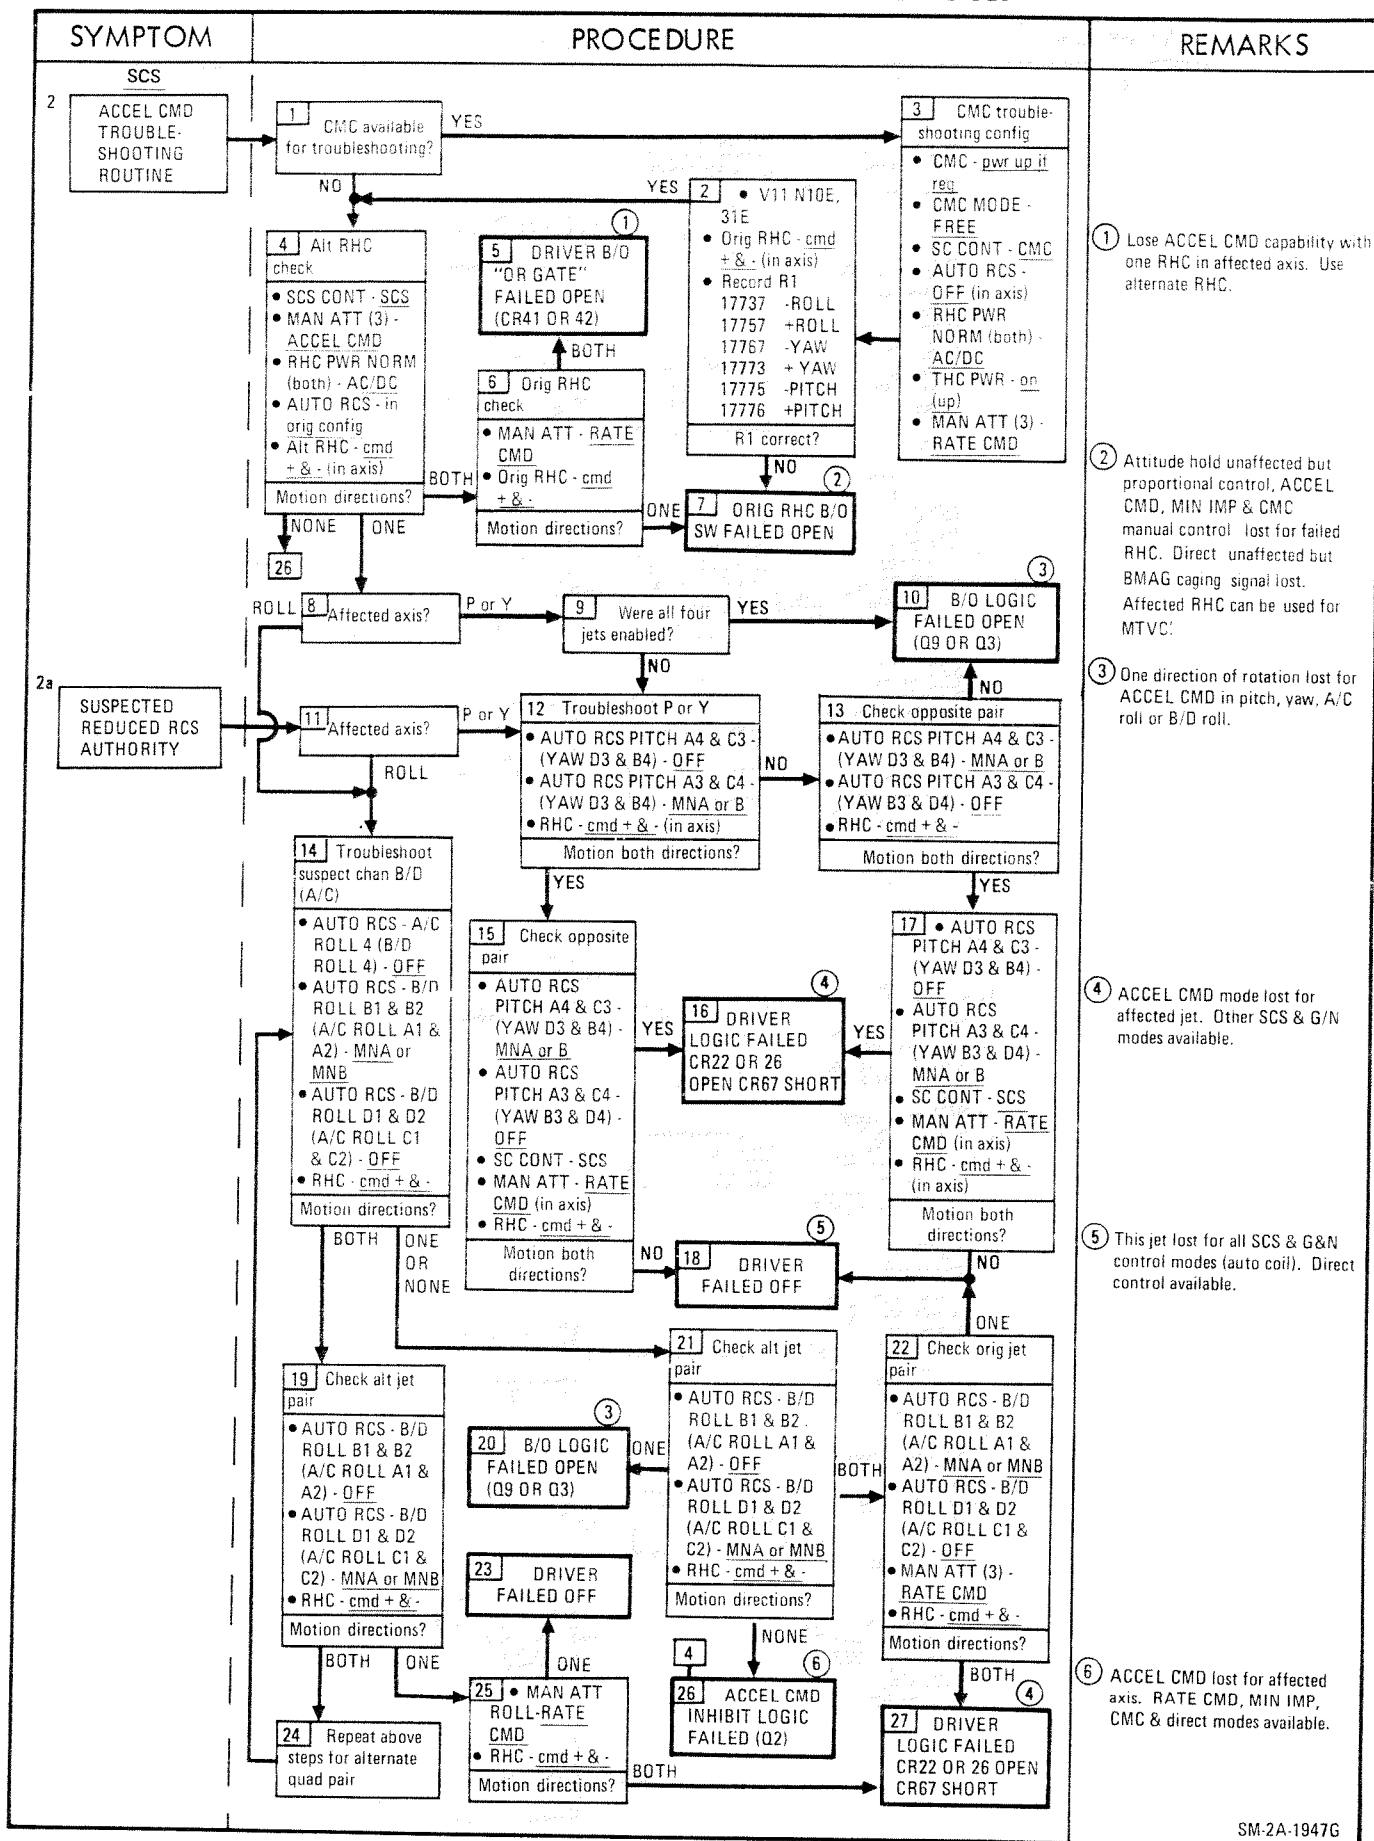 SYMPTOM
PROCEDURE
REMARKS
SCS
2
ACCEL CMD
TROUBLE-
SHOOTING
ROUTINE
1
CMC available
for troubleshooting?
YES
NO
3 CMC trouble-
shooting config
• CMC - pwr up if
req
• CMC MODE -
FREE
• SC CONT - CMC
• AUTO RCS -
OFF (in axis)
• RHC PWR
NORM (both) -
AC/DC
• THC PWR - on
(up)
• MAN ATT (3) -
RATE CMD
YES
2 • V11 N10E,
31E
• Orig RHC - cmd
+ & - (in axis)
• Record R1
17737 -ROLL
17757 +ROLL
17767 -YAW
17773 + YAW
17775 -PITCH
17776 +PITCH
R1 correct?
NO
4 Alt RHC
check
• SCS CONT - SCS
• MAN ATT (3) -
ACCEL CMD
• RHC PWR NORM
(both) - AC/DC
• AUTO RCS - in
orig config
• Alt RHC - cmd
+ & - (in axis)
Motion directions?
BOTH
NONE
ONE
26
1
5 DRIVER B/O
"OR GATE"
FAILED OPEN
(CR41 OR 42)
BOTH
6 Orig RHC
check
• MAN ATT - RATE
CMD
• Orig RHC - cmd
+ & -
Motion directions?
ONE
2
7 ORIG RHC B/O
SW FAILED OPEN
ROLL
8 Affected axis?
P or Y
9 Were all four
jets enabled?
YES
NO
3
10 B/O LOGIC
FAILED OPEN
(Q9 OR Q3)
NO
2a
SUSPECTED
REDUCED RCS
AUTHORITY
11 Affected axis?
P or Y
ROLL
12 Troubleshoot P or Y
• AUTO RCS PITCH A4 & C3 -
(YAW D3 & B4) - OFF
• AUTO RCS PITCH A3 & C4 -
(YAW D3 & B4) - MNA or B
• RHC - cmd + & - (in axis)
Motion both directions?
NO
YES
13 Check opposite pair
• AUTO RCS PITCH A4 & C3 -
(YAW D3 & B4) - MNA or B
• AUTO RCS PITCH A3 & C4 -
(YAW B3 & D4) - OFF
• RHC - cmd + & -
Motion both directions?
YES
14 Troubleshoot
suspect chan B/D
(A/C)
• AUTO RCS - A/C
ROLL 4 (B/D
ROLL 4) - OFF
• AUTO RCS - B/D
ROLL B1 & B2
(A/C ROLL A1 &
A2) - MNA or
MNB
• AUTO RCS - B/D
ROLL D1 & D2
(A/C ROLL C1
& C2) - OFF
• RHC - cmd + & -
Motion directions?
BOTH
ONE
OR
NONE
15 Check opposite
pair
• AUTO RCS
PITCH A4 & C3 -
(YAW D3 & B4) -
MNA or B
• AUTO RCS
PITCH A3 & C4 -
(YAW B3 & D4) -
OFF
• SC CONT - SCS
• MAN ATT - RATE
CMD (in axis)
• RHC - cmd + & -
Motion both
directions?
YES
NO
4
16 DRIVER
LOGIC FAILED
CR22 OR 26
OPEN CR67 SHORT
YES
17 • AUTO RCS
PITCH A4 & C3 -
(YAW D3 & B4) -
OFF
• AUTO RCS
PITCH A3 & C4 -
(YAW B3 & D4) -
MNA or B
• SC CONT - SCS
• MAN ATT - RATE
CMD (in axis)
• RHC - cmd + & -
(in axis)
Motion both
directions?
NO
5
18 DRIVER
FAILED OFF
ONE
19 Check alt jet
pair
• AUTO RCS - B/D
ROLL B1 & B2
(A/C ROLL A1 &
A2) - OFF
• AUTO RCS - B/D
ROLL D1 & D2
(A/C ROLL C1 &
C2) - MNA or MNB
• RHC - cmd + & -
Motion directions?
BOTH
ONE
3
20 B/O LOGIC
FAILED OPEN
(Q9 OR Q3)
ONE
21 Check alt jet
pair
• AUTO RCS - B/D
ROLL B1 & B2
(A/C ROLL A1 &
A2) - OFF
• AUTO RCS - B/D
ROLL D1 & D2
(A/C ROLL C1 &
C2) - MNA or MNB
• RHC - cmd + & -
Motion directions?
BOTH
NONE
22 Check orig jet
pair
• AUTO RCS - B/D
ROLL B1 & B2
(A/C ROLL A1 &
A2) - MNA or MNB
• AUTO RCS - B/D
ROLL D1 & D2
(A/C ROLL C1 &
C2) - OFF
• MAN ATT (3) -
RATE CMD
• RHC - cmd + & -
Motion directions?
BOTH
23 DRIVER
FAILED OFF
ONE
24 Repeat above
steps for alternate
quad pair
25 • MAN ATT
ROLL-RATE
CMD
• RHC - cmd + & -
Motion directions?
BOTH
4
6
26 ACCEL CMD
INHIBIT LOGIC
FAILED (Q2)
4
27 DRIVER
LOGIC FAILED
CR22 OR 26 OPEN
CR67 SHORT
1 Lose ACCEL CMD capability with
one RHC in affected axis. Use
alternate RHC.
2 Attitude hold unaffected but
proportional control, ACCEL
CMD, MIN IMP & CMC
manual control lost for failed
RHC. Direct unaffected but
BMAG caging signal lost.
Affected RHC can be used for
MTVC.
3 One direction of rotation lost for
ACCEL CMD in pitch, yaw, A/C
roll or B/D roll.
4 ACCEL CMD mode lost for
affected jet. Other SCS & G/N
modes available.
5 This jet lost for all SCS & G&N
control modes (auto coil). Direct
control available.
6 ACCEL CMD lost for affected
axis. RATE CMD, MIN IMP,
CMC & direct modes available.
SM-2A-1947G